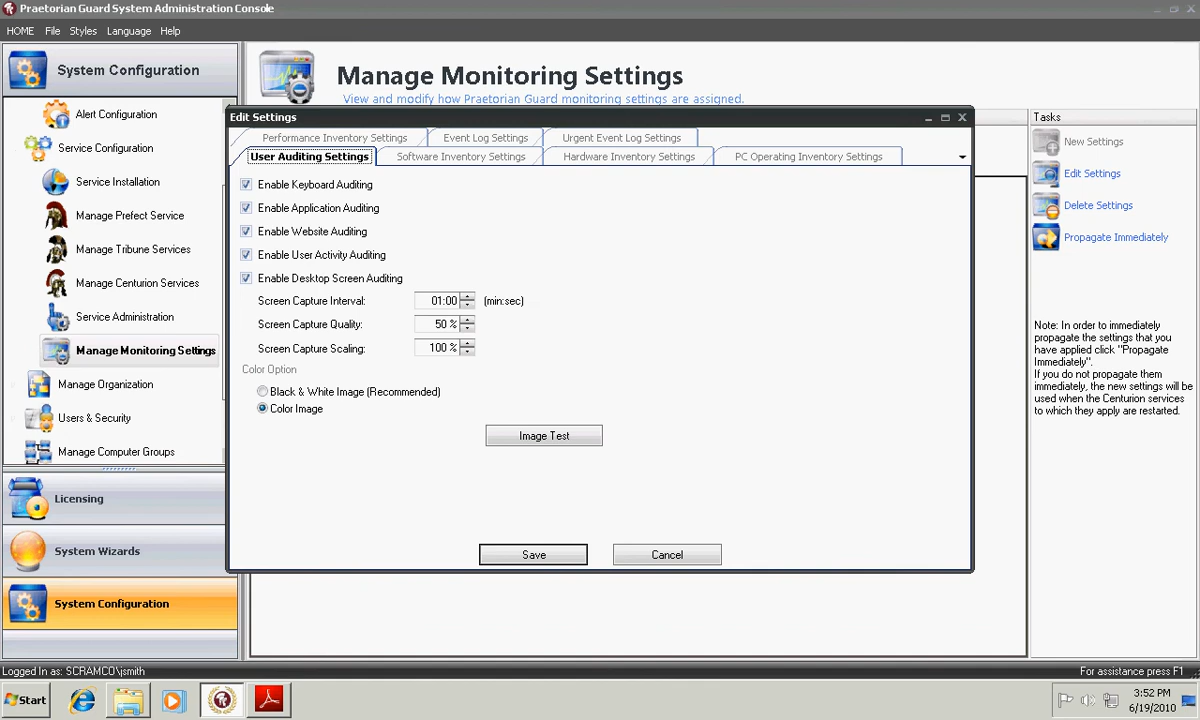 Praetorian Guard System Administration Console
HOME File Styles Language Help
System Configuration
Alert Configuration
Service Configuration
Service Installation
Manage Prefect Service
Manage Tribune Services
Manage Centurion Services
Service Administration
Manage Monitoring Settings
Manage Organization
Users & Security
Manage Computer Groups
Licensing
System Wizards
System Configuration
Manage Monitoring Settings
View and modify how Praetorian Guard monitoring settings are assigned.
Edit Settings
Performance Inventory Settings Event Log Settings Urgent Event Log Settings
User Auditing Settings Software Inventory Settings Hardware Inventory Settings PC Operating Inventory Settings
Enable Keyboard Auditing
Enable Application Auditing
Enable Website Auditing
Enable User Activity Auditing
Enable Desktop Screen Auditing
Screen Capture Interval: 01:00 (min:sec)
Screen Capture Quality: 50 %
Screen Capture Scaling: 100 %
Color Option
Black & White Image (Recommended)
Color Image
Image Test
Save Cancel
Tasks
New Settings
Edit Settings
Delete Settings
Propagate Immediately
Note: In order to immediately
propagate the settings that you
have applied click "Propagate
Immediately".
If you do not propagate them
immediately, the new settings will be
used when the Centurion services
to which they apply are restarted.
Logged In as: SCRAMCO\jsmith
For assistance press F1
Start
3:52 PM
6/19/2010